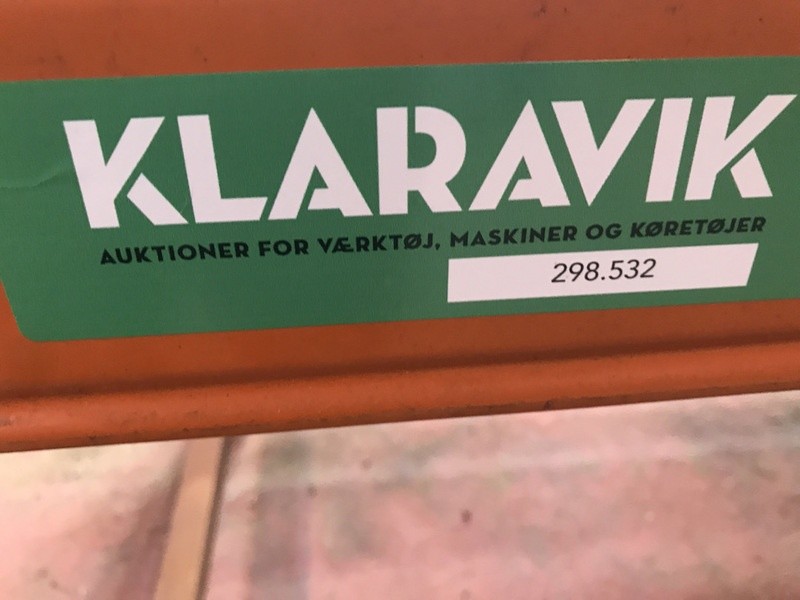 KLARAVIK
AUKTIONER FOR VÆRKTØJ, MASKINER OG KØRETØJER
298.532